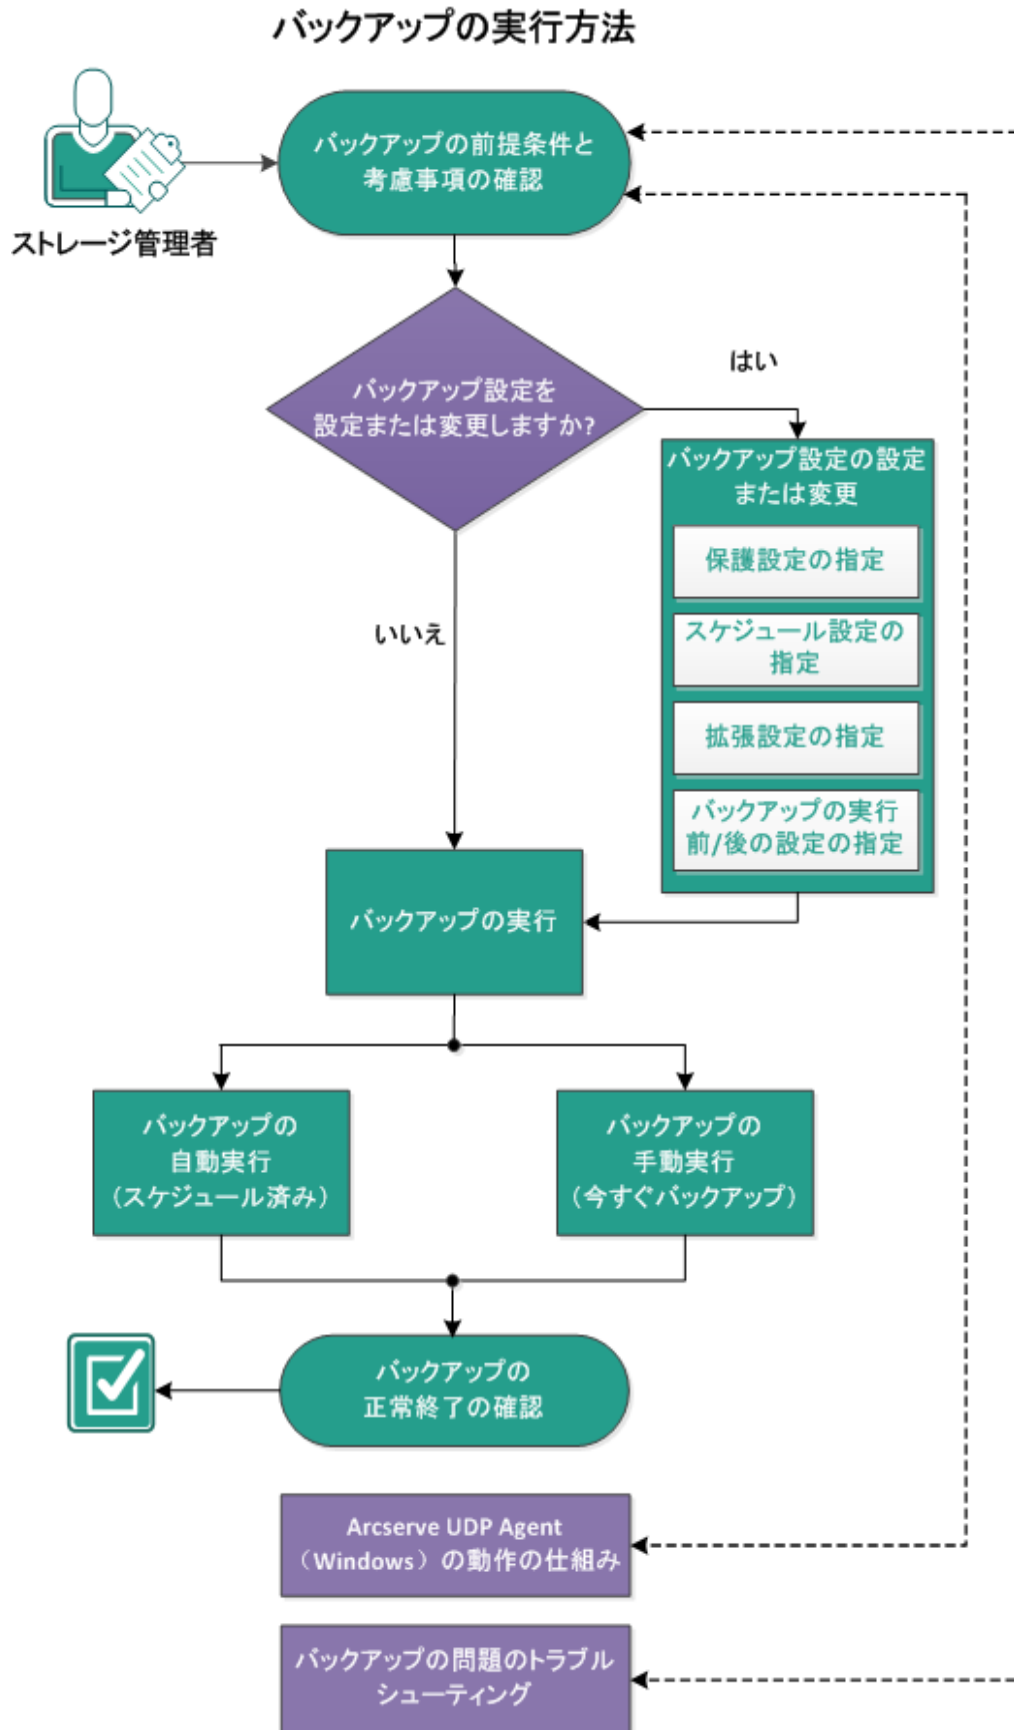 バックアップの実行方法
バックアップの前提条件と
考慮事項の確認
ストレージ管理者
バックアップ設定を
設定または変更しますか?
はい
バックアップ設定の設定
または変更
保護設定の指定
スケジュール設定の
指定
拡張設定の指定
バックアップの実行
前/後の設定の指定
いいえ
バックアップの実行
バックアップの
自動実行
（スケジュール済み）
バックアップの
手動実行
（今すぐバックアップ）
バックアップの
正常終了の確認
Arcserve UDP Agent
（Windows）の動作の仕組み
バックアップの問題のトラブル
シューティング